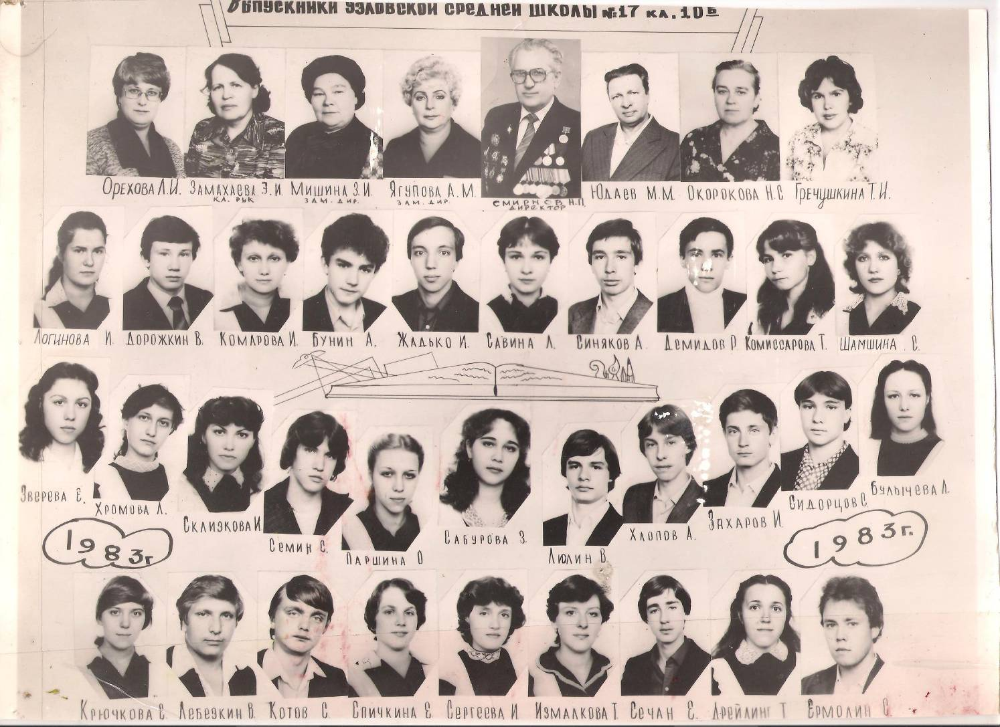 Выпускники Узловской средней школы №17 кл. 10 Б
Орехова Л.И. Замахаева Э.И. Мишина З.И. Ягупова А.М. Смирнов Н.П. Юдаев М.М. Окорокова Н.С Гречушкина Т.И.
кл. рук зам. дир. зам. дир. директор
Логинова И. Дорожкин В. Комарова И. Бунин А. Жадько И. Савина Л. Синяков А. Демидов Р Комиссарова Т. Шамшина С.
Зверева Е. Хромова Л. Склизкова И. Семин С. Паршина О Сабурова З. Люлин В. Хлопов А. Захаров И. Сидорцов С. Булычева Л.
1983г 1983г.
Крючкова Е. Лебезкин В. Котов С. Спичкина Е. Сергеева И Измалкова Т. Сечан Е. Дрейлинг Т Ермолин С